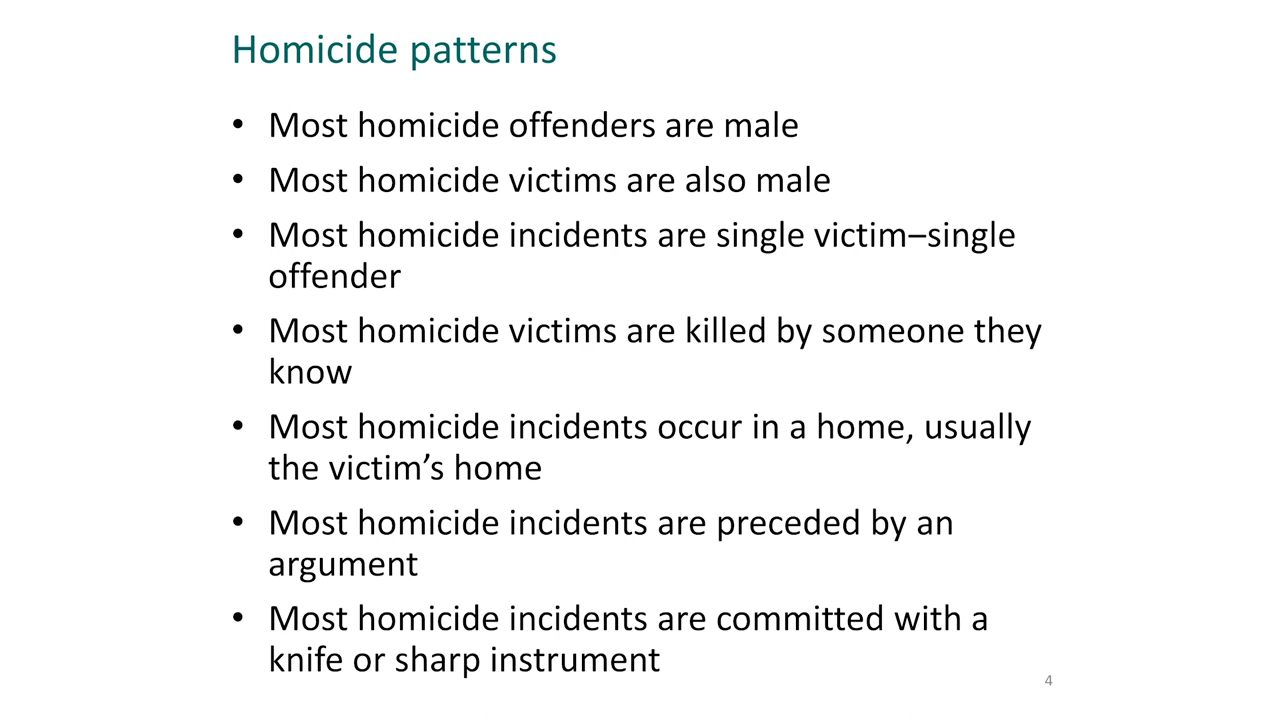 Homicide patterns
• Most homicide offenders are male
• Most homicide victims are also male
• Most homicide incidents are single victim–single
offender
• Most homicide victims are killed by someone they
know
• Most homicide incidents occur in a home, usually
the victim’s home
• Most homicide incidents are preceded by an
argument
• Most homicide incidents are committed with a
knife or sharp instrument
4